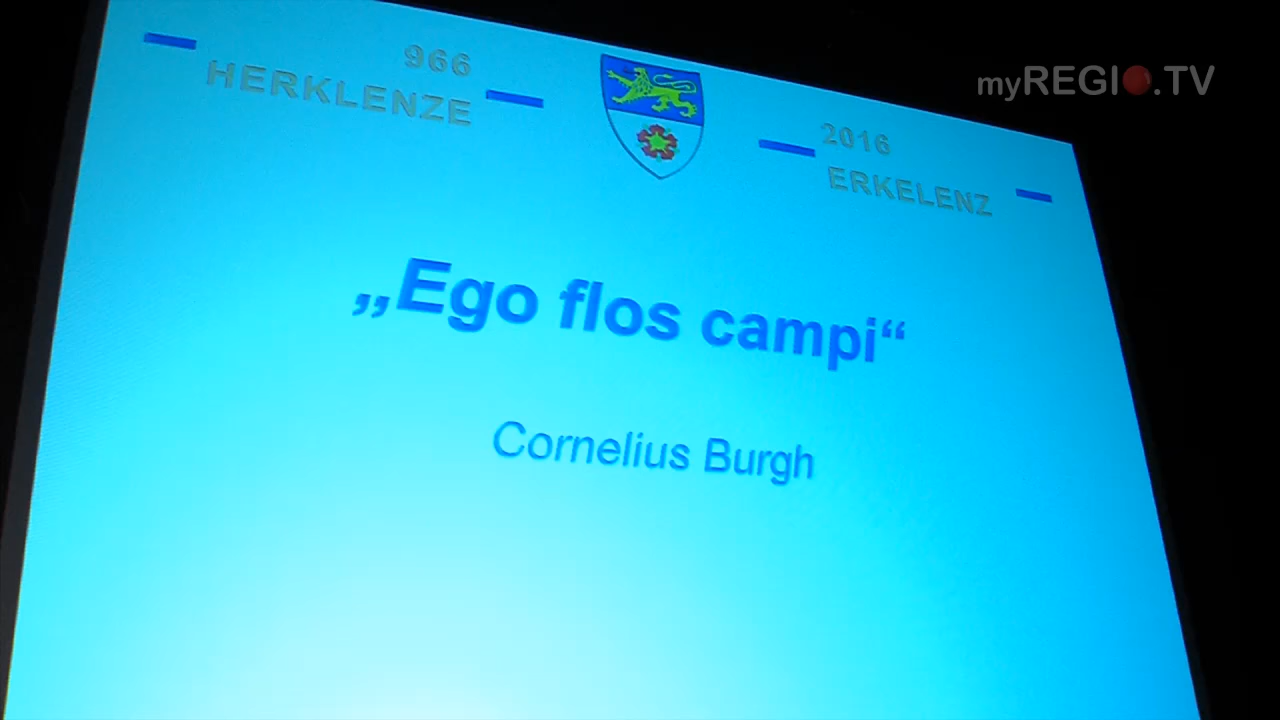 myREGIO.TV
966
HERKLENZE
2016
ERKELENZ
„Ego flos campi“
Cornelius Burgh